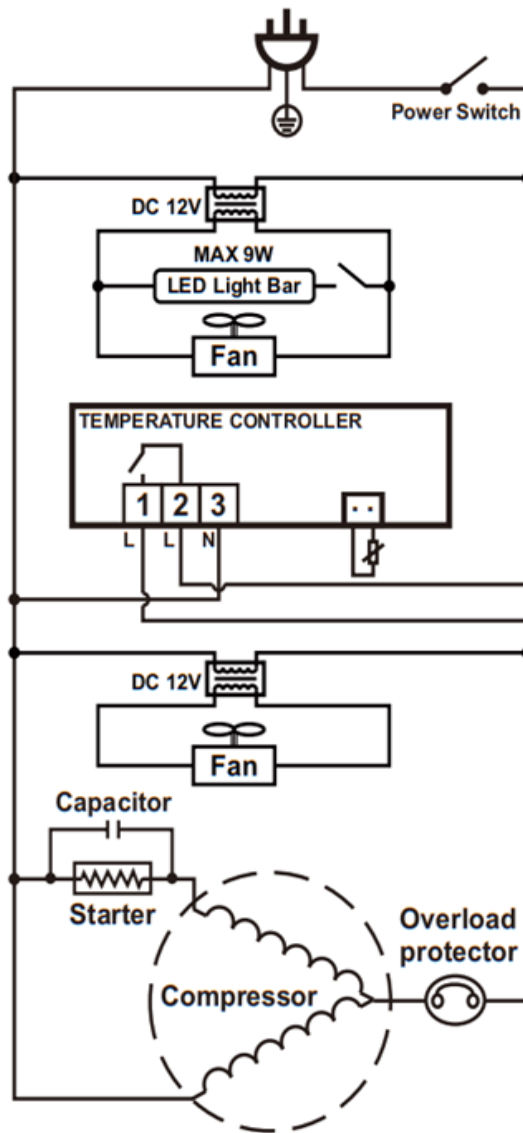 Power Switch
DC 12V
MAX 9W
LED Light Bar
Fan
TEMPERATURE CONTROLLER
1 2 3
L L N
DC 12V
Fan
Capacitor
Starter
Overload
protector
Compressor